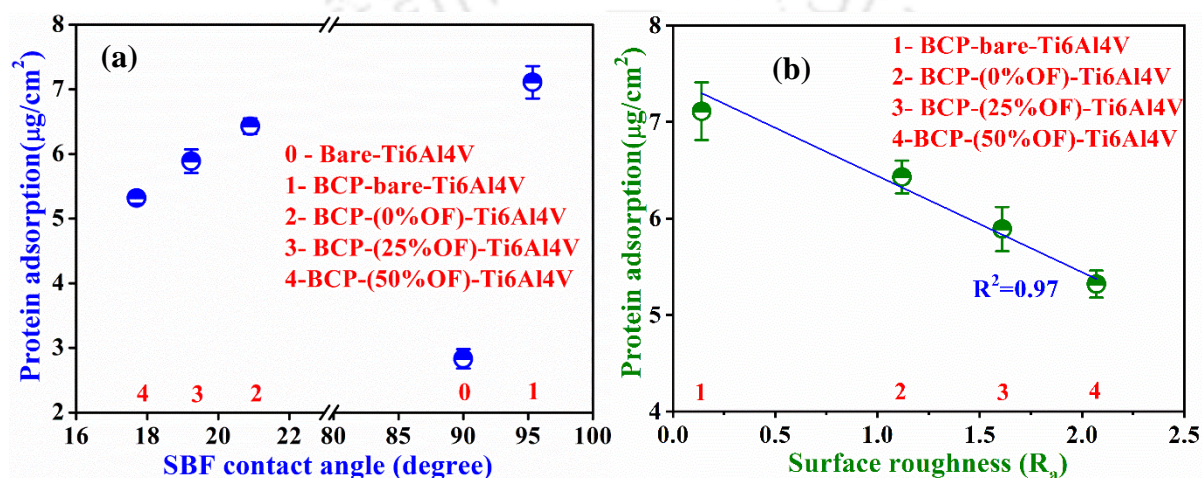 (a)
Protein adsorption(μg/cm²)
8
7
6
5
4
3
2
0 - Bare-Ti6Al4V
1- BCP-bare-Ti6Al4V
2- BCP-(0%OF)-Ti6Al4V
3- BCP-(25%OF)-Ti6Al4V
4-BCP-(50%OF)-Ti6Al4V
4 3 2 0 1
16 18 20 22 80 90 95 100
SBF contact angle (degree)
(b)
Protein adsorption(μg/cm²)
8
7
6
5
4
1- BCP-bare-Ti6Al4V
2- BCP-(0%OF)-Ti6Al4V
3- BCP-(25%OF)-Ti6Al4V
4-BCP-(50%OF)-Ti6Al4V
R²=0.97
1 2 3 4
0.0 0.5 1.0 1.5 2.0 2.5
Surface roughness (Rₐ)